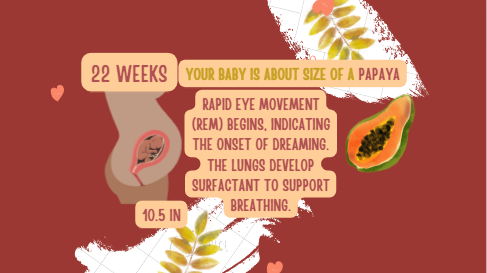 22 WEEKS
YOUR BABY IS ABOUT SIZE OF A PAPAYA
RAPID EYE MOVEMENT
(REM) BEGINS, INDICATING
THE ONSET OF DREAMING.
THE LUNGS DEVELOP
SURFACTANT TO SUPPORT
BREATHING.
10.5 IN